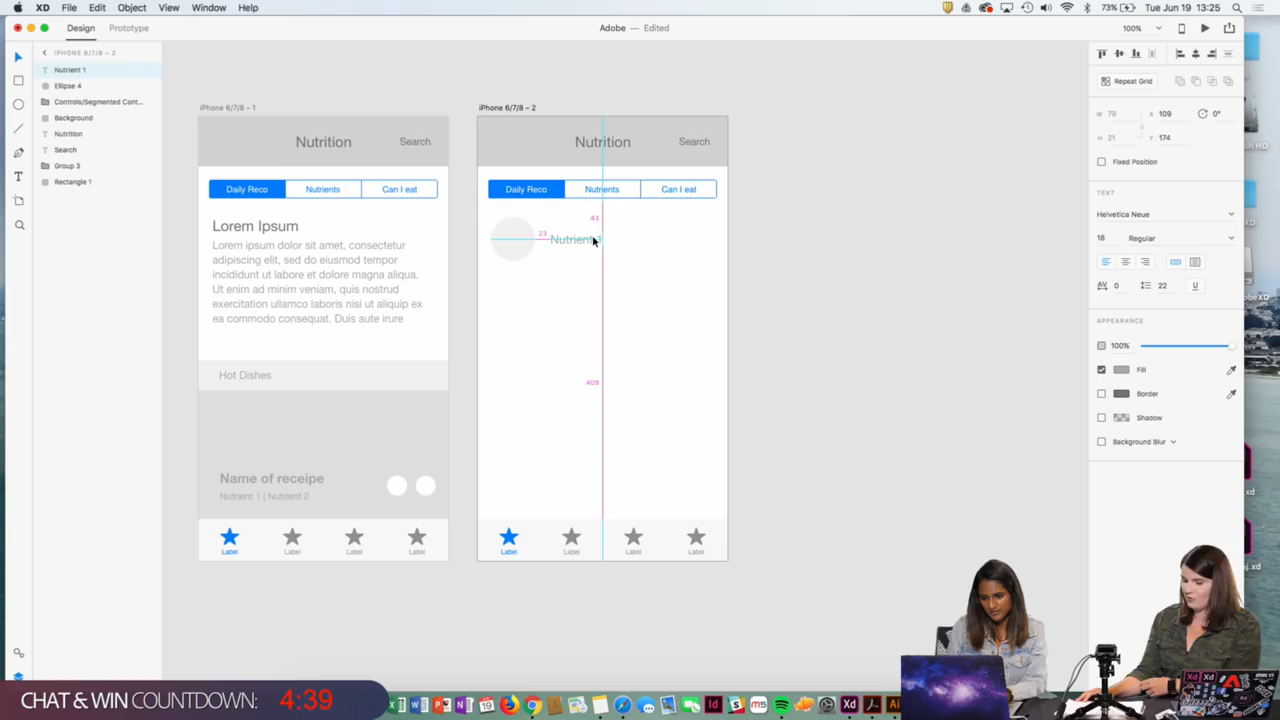 XD File Edit Object View Window Help 73% Tue Jun 19 13:25
Design Prototype Adobe — Edited 100%
IPHONE 6/7/8 – 2
Nutrient 1
Ellipse 4
Controls/Segmented Cont...
Background
Nutrition
Search
Group 3
Rectangle 1
iPhone 6/7/8 – 1
Nutrition Search
Daily Reco Nutrients Can I eat
Lorem Ipsum
Lorem ipsum dolor sit amet, consectetur
adipiscing elit, sed do eiusmod tempor
incididunt ut labore et dolore magna aliqua.
Ut enim ad minim veniam, quis nostrud
exercitation ullamco laboris nisi ut aliquip ex
ea commodo consequat. Duis aute irure
Hot Dishes
Name of receipe
Nutrient 1 | Nutrient 2
Label Label Label Label
iPhone 6/7/8 – 2
Nutrition Search
Daily Reco Nutrients Can I eat
43
23
Nutrient 1
409
Label Label Label Label
Repeat Grid
W 79 X 109 0°
H 21 Y 174
Fixed Position
TEXT
Helvetica Neue
18 Regular
AV 0 22 U
APPEARANCE
100%
Fill
Border
Shadow
Background Blur
HD
.xd
CHAT & WIN COUNTDOWN: 4:39